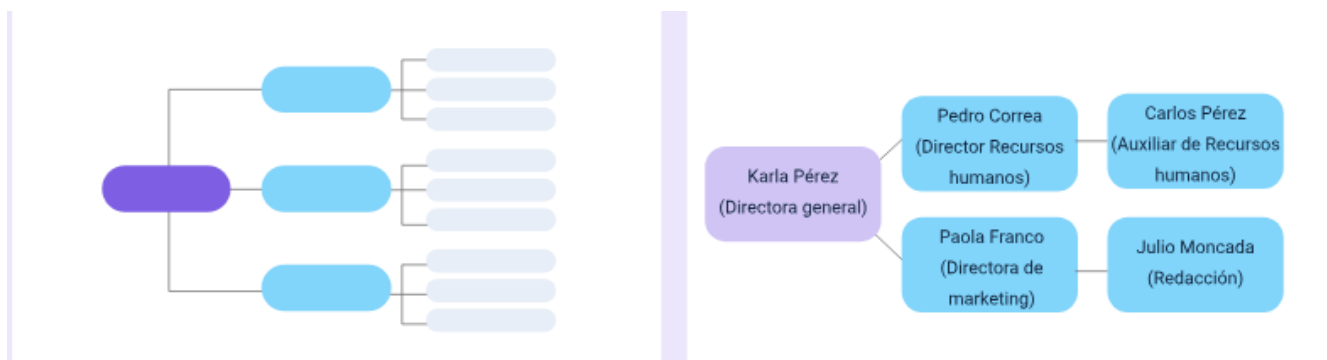 Karla Pérez
(Directora general)
Pedro Correa
(Director Recursos
humanos)
Carlos Pérez
(Auxiliar de Recursos
humanos)
Paola Franco
(Directora de
marketing)
Julio Moncada
(Redacción)